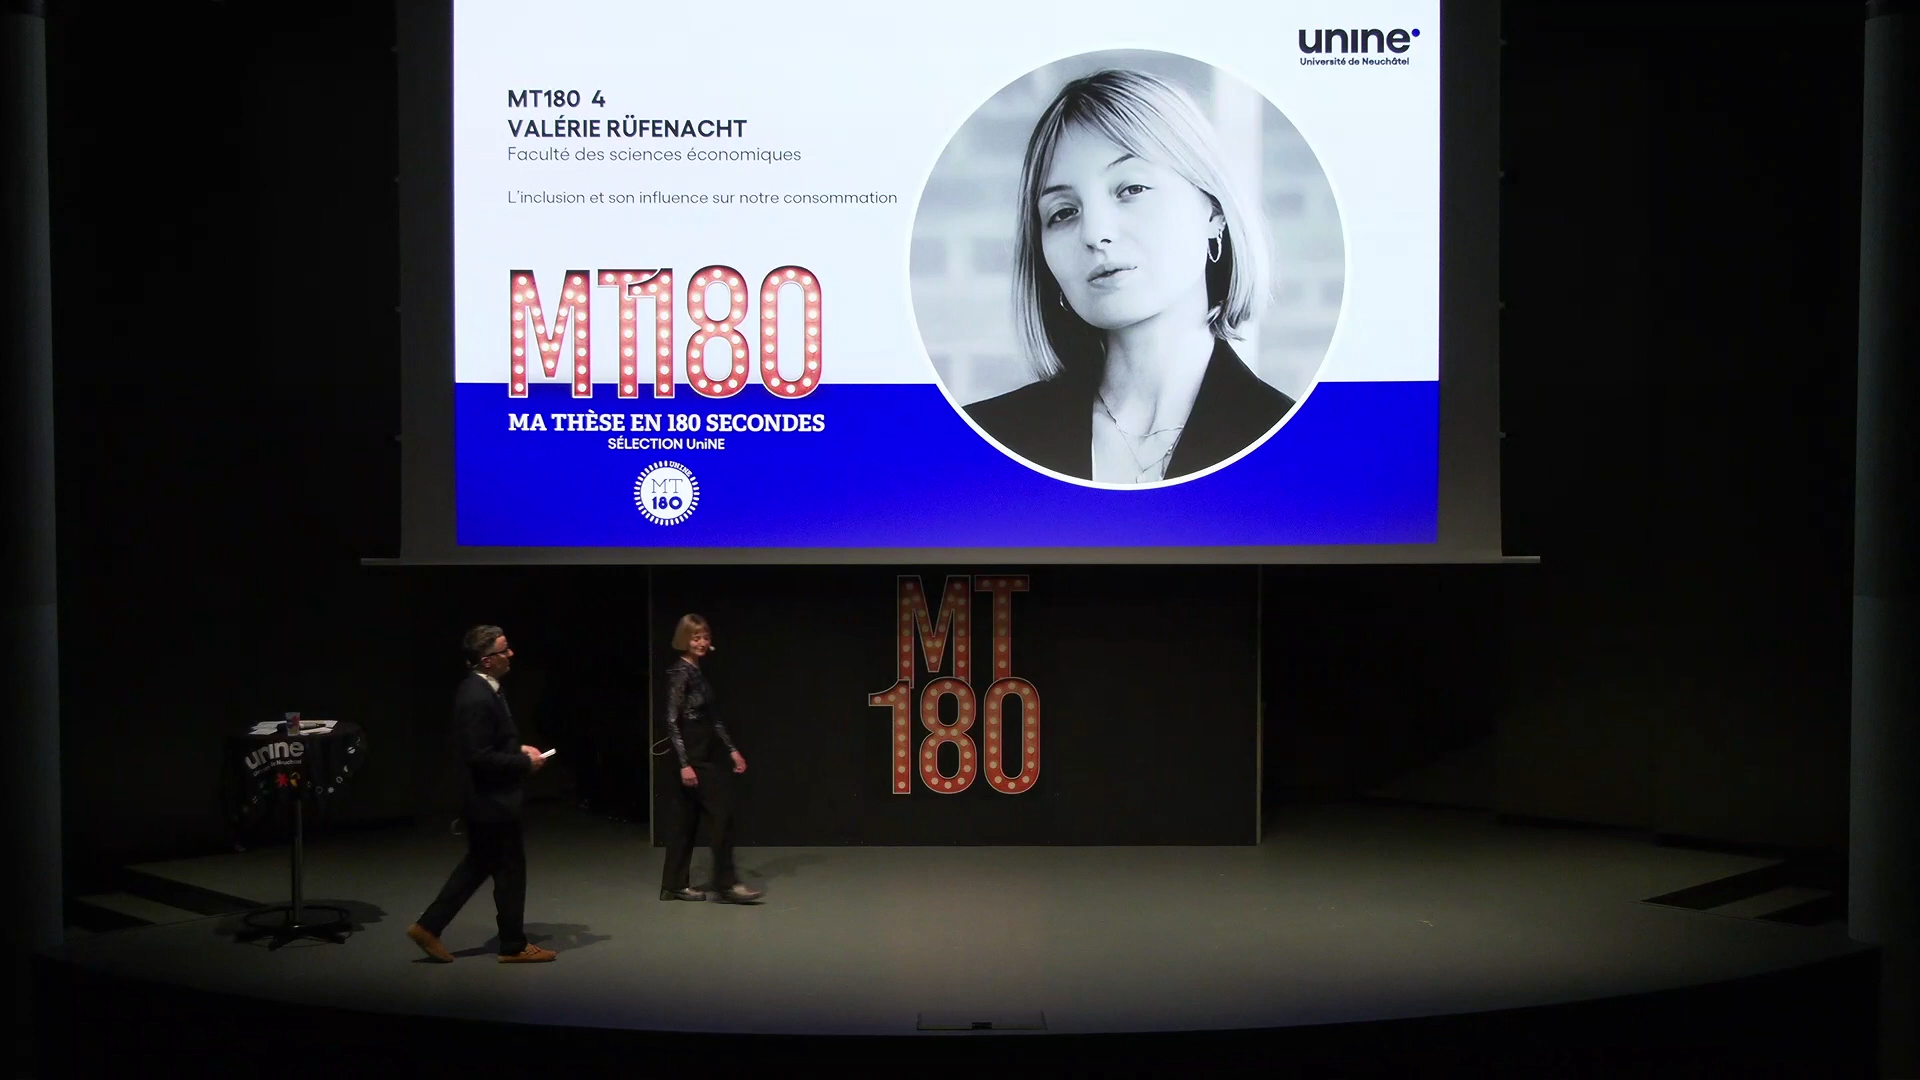 unine
Université de Neuchâtel
MT180 4
VALÉRIE RÜFENACHT
Faculté des sciences économiques
L'inclusion et son influence sur notre consommation
MT180
MA THÈSE EN 180 SECONDES
SÉLECTION UniNE
UNINE
MT
180
MT
180
unine